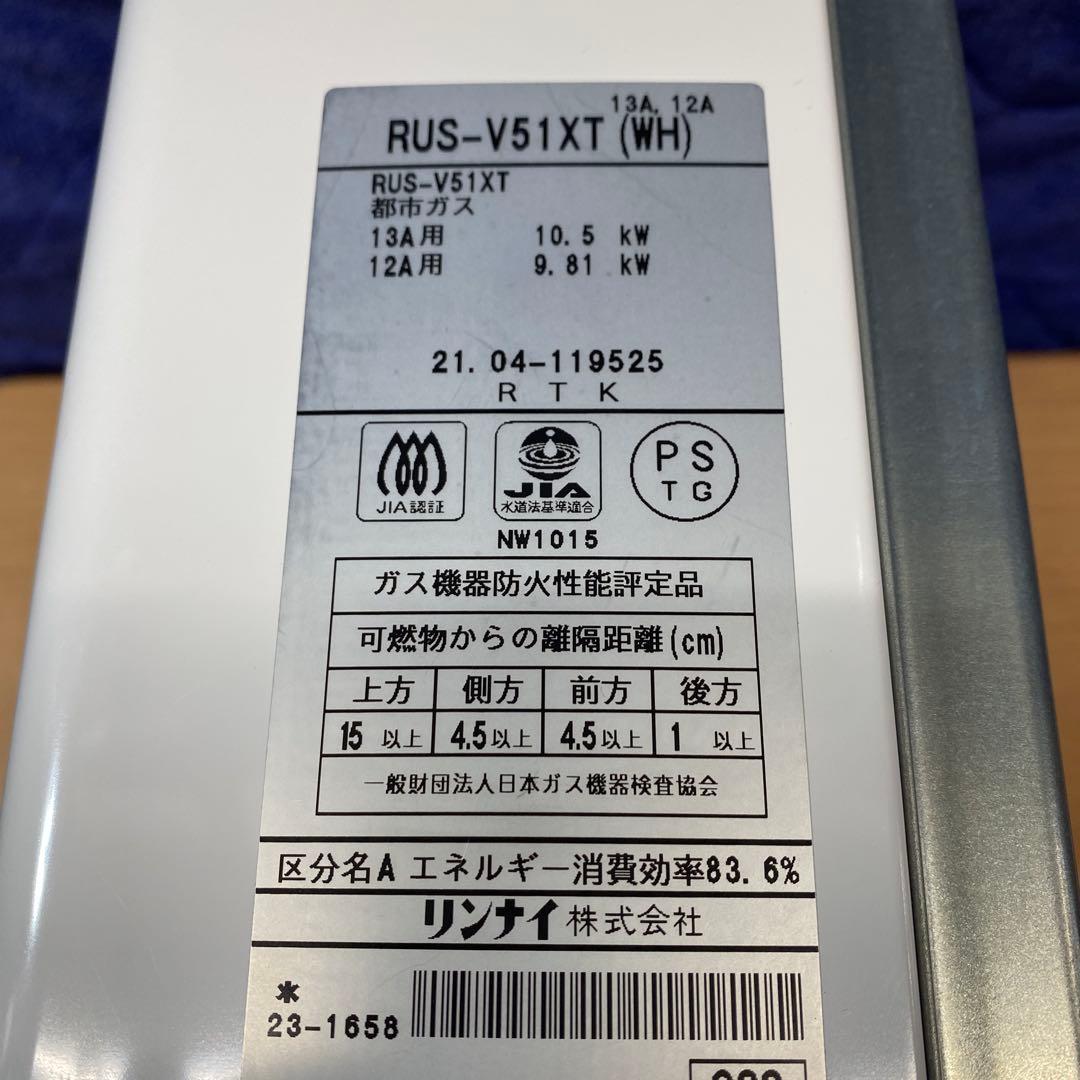 13A, 12A
RUS-V51XT (WH)
RUS-V51XT
都市ガス
13A用 10.5 kW
12A用 9.81 kW
21.04-119525
R T K
JIA認証
JIA
水道法基準適合
PS
TG
NW1015
ガス機器防火性能評定品
可燃物からの離隔距離(cm)
上方 側方 前方 後方
15 以上 4.5以上 4.5以上 1 以上
一般財団法人日本ガス機器検査協会
区分名A エネルギー消費効率83.6%
リンナイ株式会社
水
23-1658